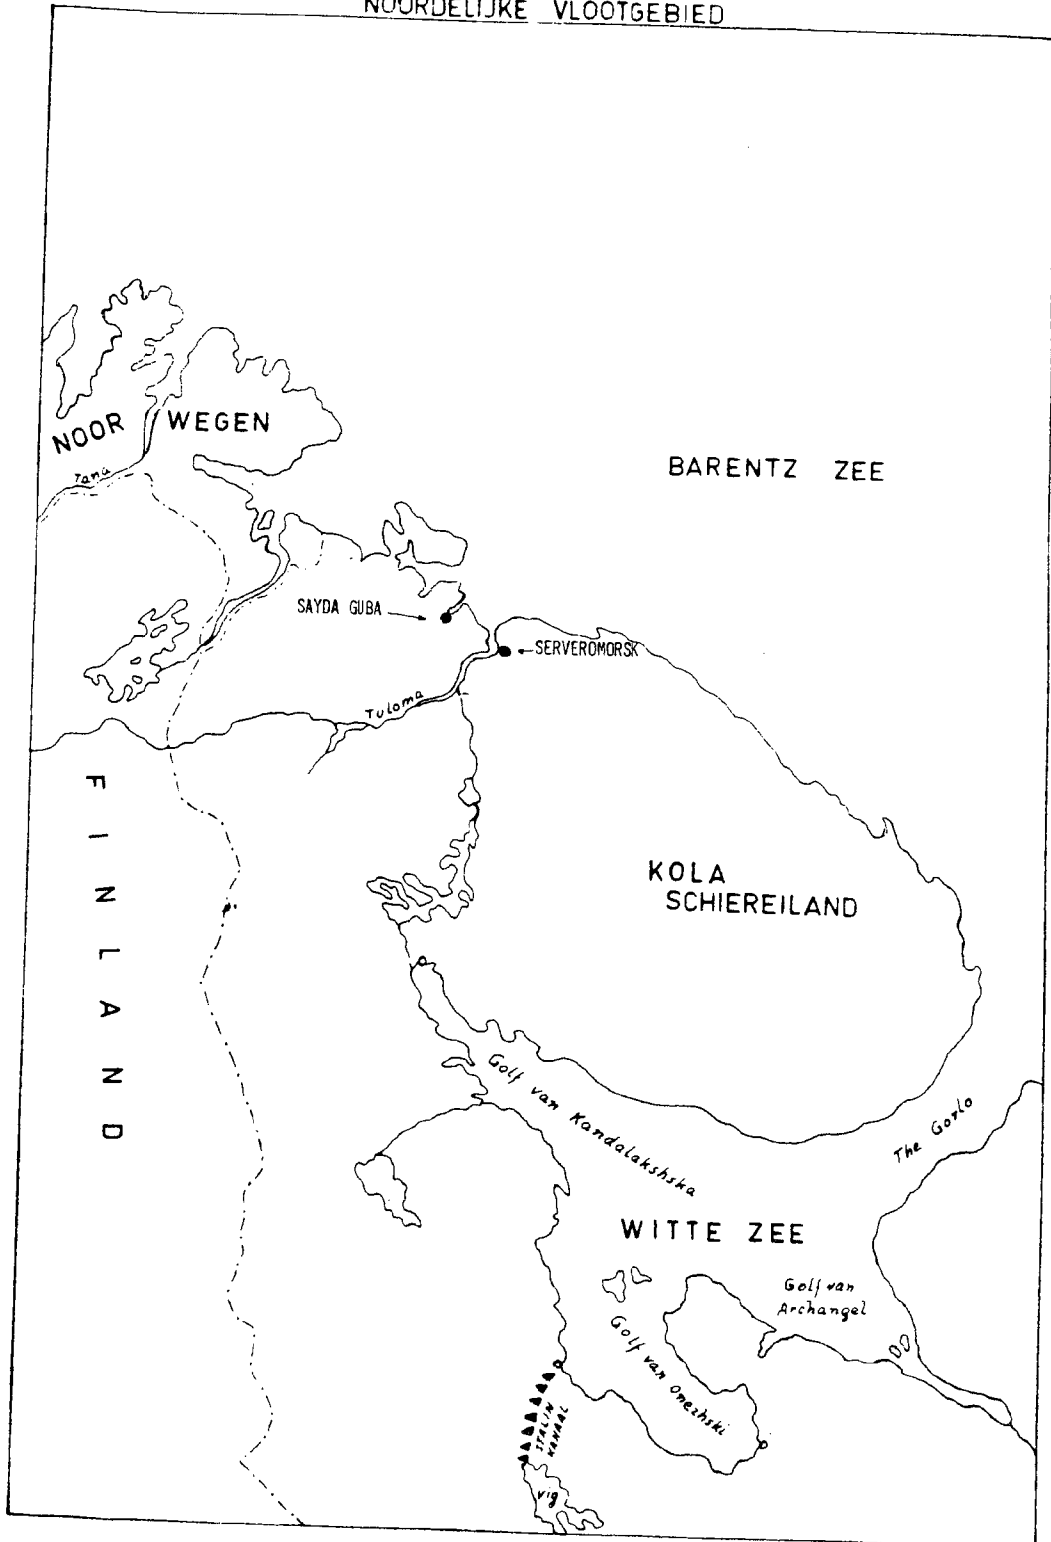 NOORDELIJKE VLOOTGEBIED
NOOR WEGEN
Tana
BARENTZ ZEE
SAYDA GUBA
SERVEROMORSK
Tuloma
FINLAND
KOLA
SCHIEREILAND
Golf van Kandalakshska
The Gorlo
WITTE ZEE
Golf van
Archangel
Golf van Onezhski
STALIN
KANAAL
Vig